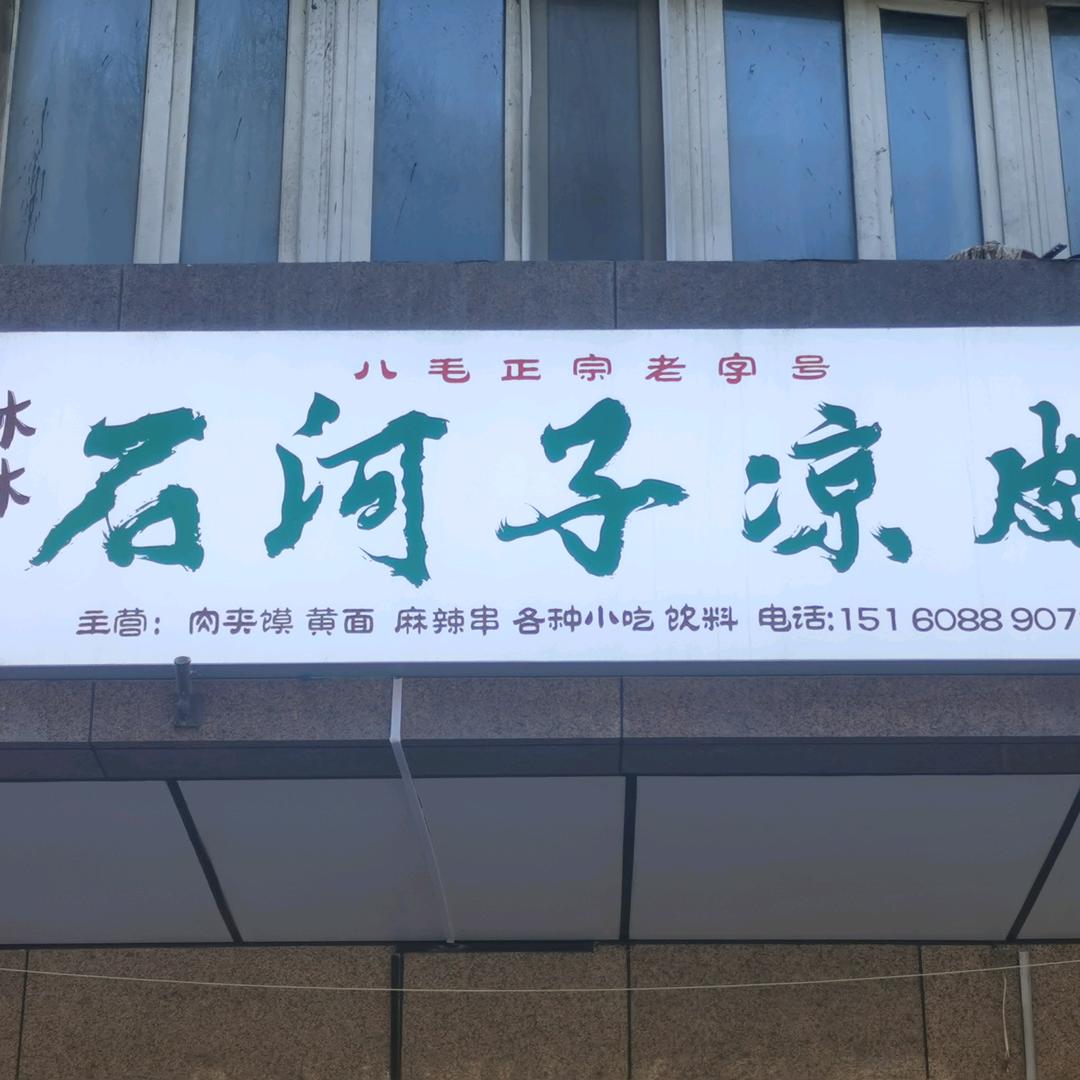 八毛正宗老字号
石河子凉皮
主营：肉夹馍 黄面 麻辣串 各种小吃 饮料 电话:151 6088 907